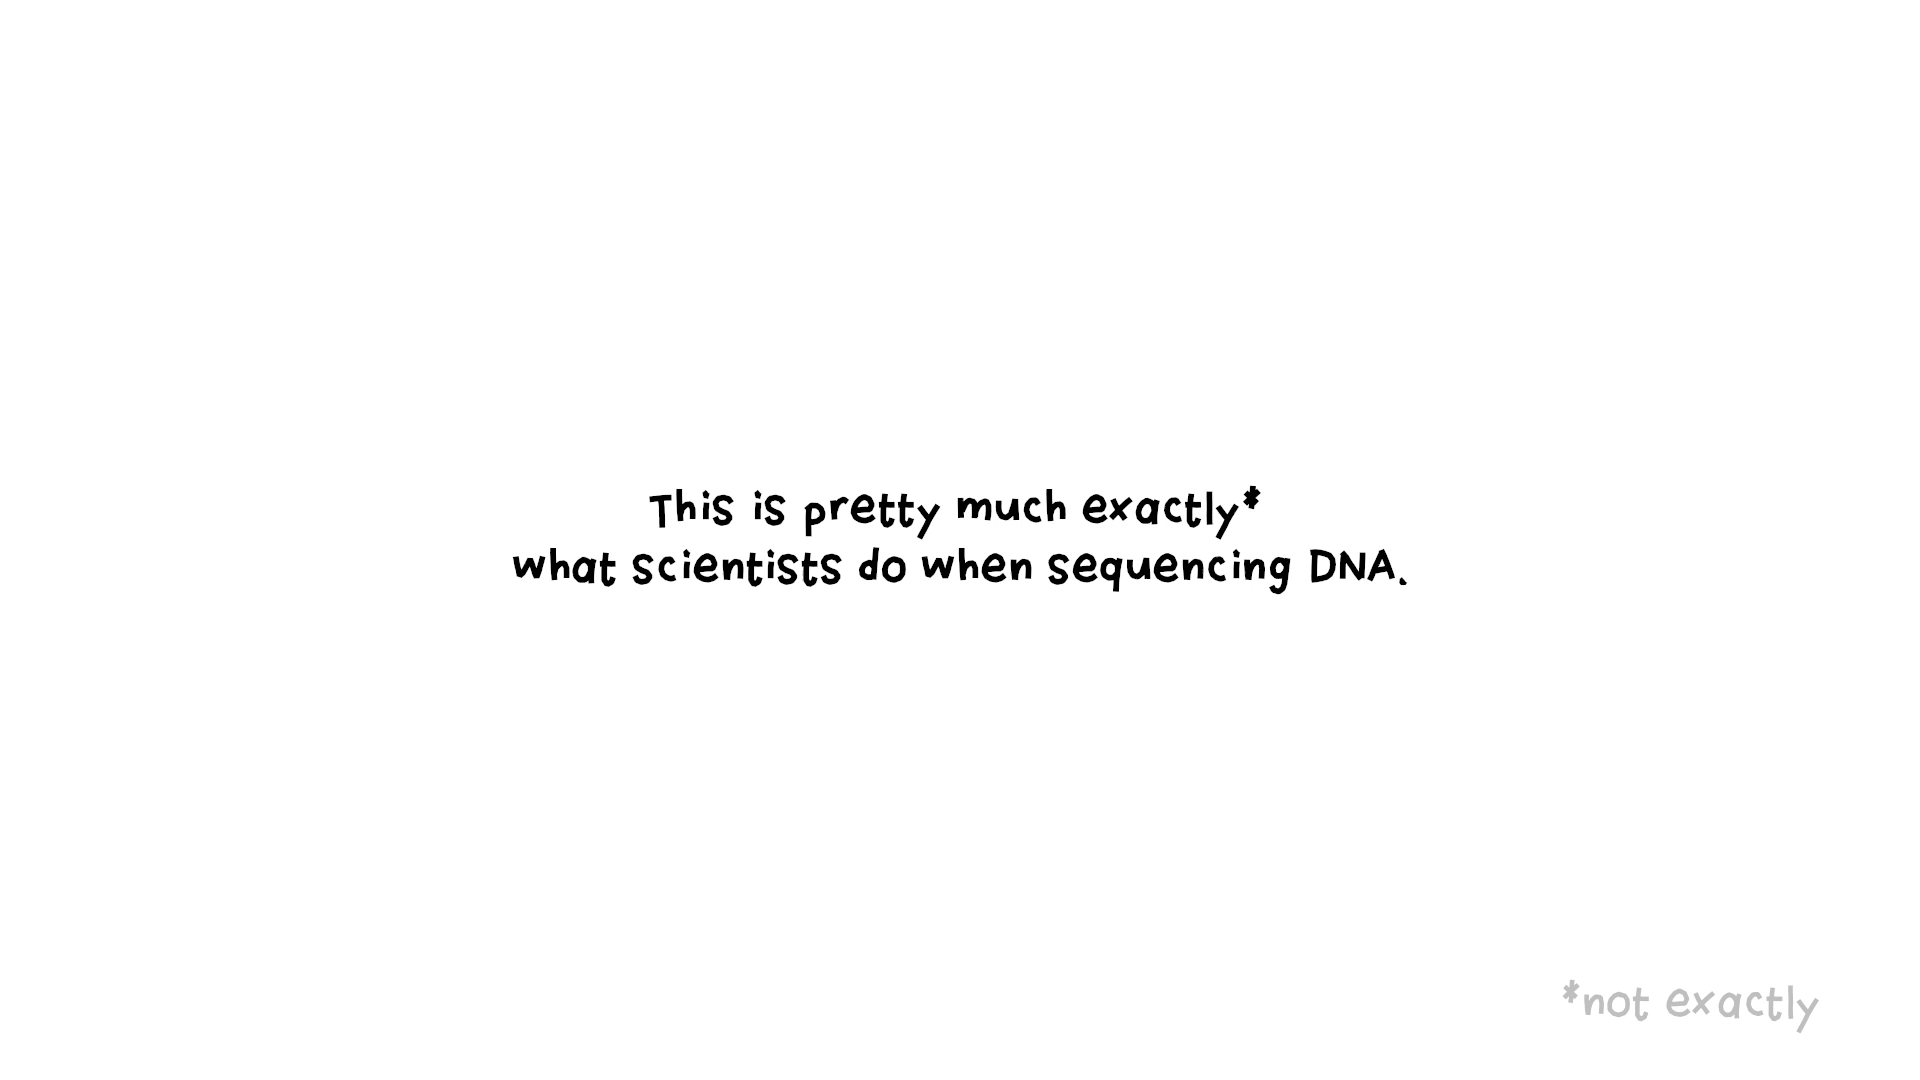 This is pretty much exactly*
what scientists do when sequencing DNA.
*not exactly